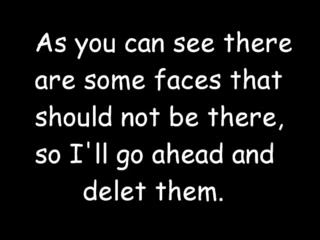 As you can see there
are some faces that
should not be there,
so I'll go ahead and
delet them.